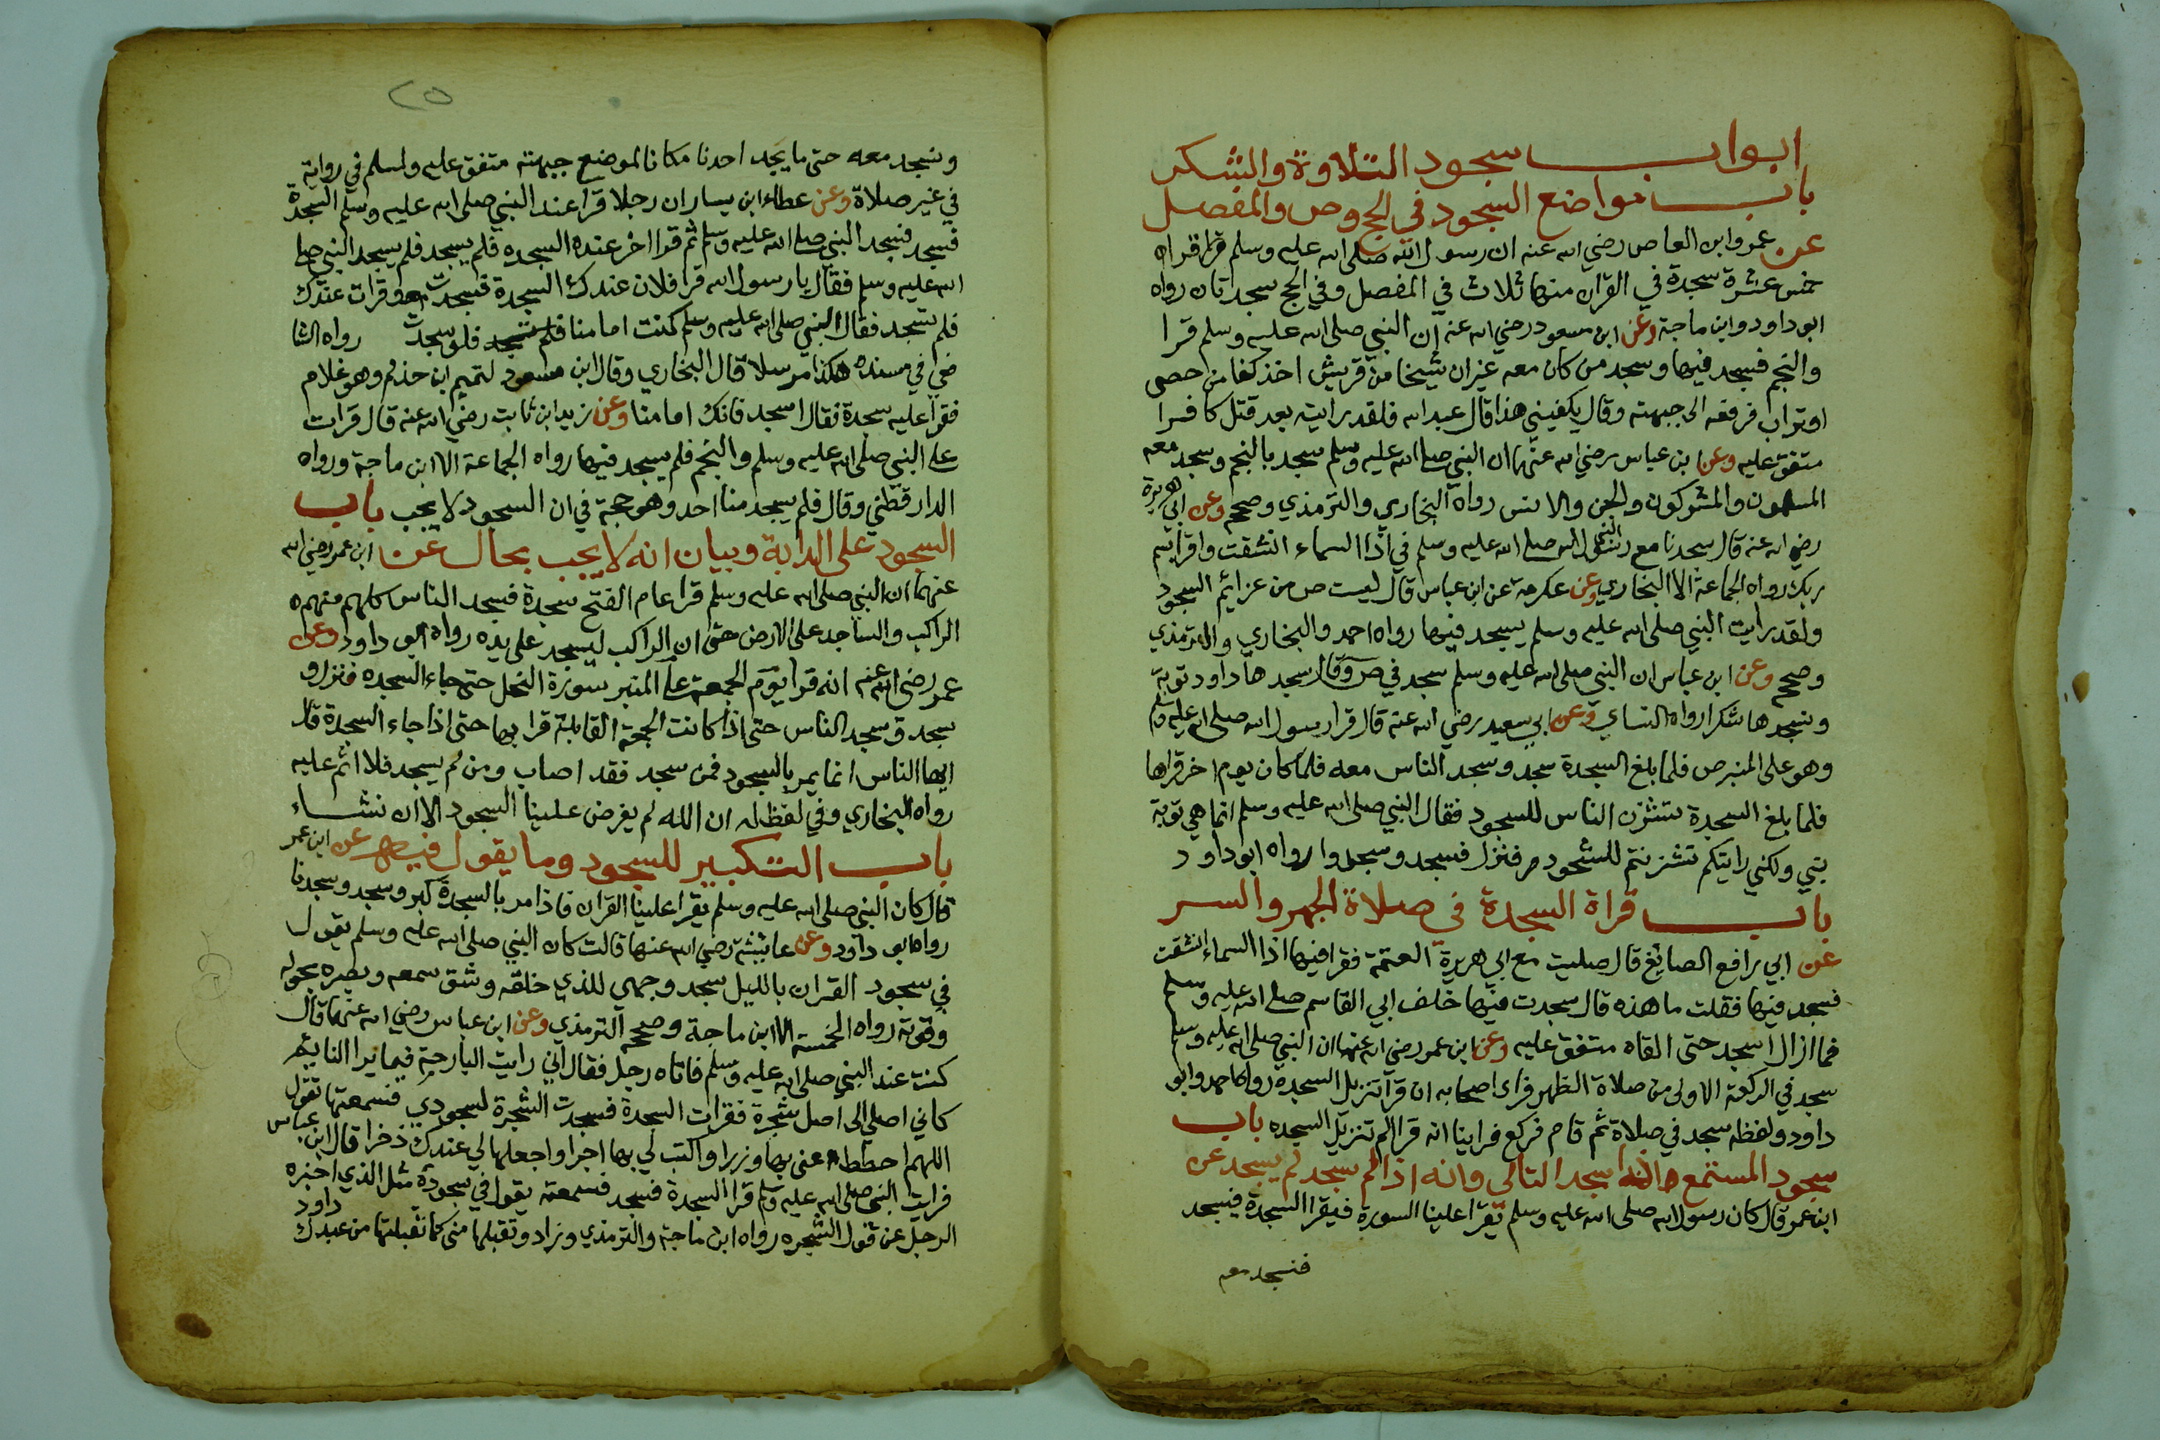 ابواب سجود التلاوة والشكر
باب مواضع السجود في الحج وص والمفصل
عن عمرو ابن العاص رضي الله عنه ان رسول الله صلى الله عليه وسلم اقراه
خمس عشرة سجدة في القران منها ثلاث في المفصل وفي الحج سجدتان رواه
ابو داود وابن ماجة وعن ابن مسعود رضي الله عنه ان النبي صلى الله عليه وسلم قرا
والنجم فسجد فيها وسجد من كان معه غيران شيخا من قريش اخذ كفا من حصى
او تراب فرفعه الى جبهته وقال يكفيني هذا قال عبد الله فلقد رايته بعد قتل كافرا
متفق عليه وعن ابن عباس رضي الله عنهما ان النبي صلى الله عليه وسلم سجد بالنجم وسجد معه
المسلمون والمشركون والجن والانس رواه البخاري والترمذي وصححه وعن ابي هريرة
رضي الله عنه قال سجدنا مع النبي صلى الله عليه وسلم في اذا السماء انشقت واقرا باسم
ربك رواه الجماعة الا البخاري وعن عكرمة عن ابن عباس قال ليست ص من عزائم السجود
ولقد رايت النبي صلى الله عليه وسلم يسجد فيها رواه احمد والبخاري والترمذي
وصححه وعن ابن عباس ان النبي صلى الله عليه وسلم سجد في ص وقال سجدها داود توبة
ونسجدها شكرا رواه النساي وعن ابي سعيد رضي الله عنه قال قرا رسول الله صلى الله عليه وسلم
وهو على المنبر ص فلما بلغ السجدة سجد وسجد الناس معه فلما كان يوم اخر قراها
فلما بلغ السجدة تشزن الناس للسجود فقال النبي صلى الله عليه وسلم انما هي توبة
نبي ولكني رايتكم تشزنتم للسجود فنزل فسجد وسجدوا رواه ابو داود
باب قراة السجدة في صلاة الجهر والسر
عن ابي رافع الصايغ قال صليت مع ابي هريرة العتمة فقرا فيها اذا السماء انشقت
فسجد فيها فقلت ما هذه قال سجدت فيها خلف ابي القاسم صلى الله عليه وسلم
فما ازال اسجد حتى القاه متفق عليه وعن ابن عمر رضي الله عنهما ان النبي صلى الله عليه وسلم
سجد في الركعة الاولى من صلاة الظهر فراء اصحابه ان قرا تنزيل السجدة رواه احمد وابو
داود ولفظه سجد في صلاة ثم قام فركع فراينا انه قرا الم تنزيل السجده باب
سجود المستمع اذا سجد التالي وانه اذا لم سجد لم يسجد عن
ابن عمر قال كان رسول الله صلى الله عليه وسلم يقرا علينا السورة فيقرا السجدة فيسجد
فنسجد معه
٢٥
ونسجد معه حتى ما يجد احدنا مكانا لموضع جبهته متفق عليه ولمسلم في رواية
في غير صلاة وعن عطاء ابن يسار ان رجلا قرا عند النبي صلى الله عليه وسلم السجدة
فسجد فسجد النبي صلى الله عليه وسلم ثم قرا اخر عنده السجده فلم يسجد فلم يسجد النبي صلى
الله عليه وسلم فقال يا رسول الله قرا فلان عندك السجدة فسجدت وقرات عندك
فلم تسجد فقال النبي صلى الله عليه وسلم كنت امامنا فلو سجدت رواه الشا
فعي في مسنده هكذا مرسلا قال البخاري وقال ابن مسعود لتميم ابن حذلم وهو غلام
فقرا عليه سجدة فقال اسجد فانك امامنا وعن زيد ابن ثابت رضي الله عنه قال قرات
على النبي صلى الله عليه وسلم والنجم فلم يسجد فيها رواه الجماعة الا ابن ماجة ورواه
الدارقطني وقال فلم يسجد منا احد وهو حجة في ان السجود لا يجب باب
السجود على الدابة وبيان انه لا يجب بحال عن ابن عمر رضي الله
عنهما ان النبي صلى الله عليه وسلم قرا عام الفتح سجدة فسجد الناس كلهم منهم
الراكب والساجد على الارض حتى ان الراكب ليسجد على يده رواه ابو داود وعن
عمر رضي الله عنه انه قرا يوم الجمعة على المنبر سورة النحل حتى جاء السجده فنزل و
سجد وسجد الناس حتى اذا كانت الجمعة القابلة قرا بها حتى اذا جاء السجدة قال
ايها الناس انما يمر بالسجود فمن سجد فقد اصاب ومن لم يسجد فلا اثم عليه
رواه البخاري وفي لفظ له ان الله لم يفرض علينا السجود الا ان نشاء
باب التكبير للسجود وما يقول فيه عن ابن عمر
قال كان النبي صلى الله عليه وسلم يقرا علينا القران فاذا مر بالسجدة كبر وسجد وسجدنا
رواه ابو داود وعن عائشة رضي الله عنها قالت كان النبي صلى الله عليه وسلم يقول
في سجود القران بالليل سجد وجهي للذي خلقه وشق سمعه وبصره بحوله
وقوته رواه الخمسة الا ابن ماجة وصححه الترمذي وعن ابن عباس رضي الله عنهما قال
كنت عند النبي صلى الله عليه وسلم فاتاه رجل فقال اني رايت البارحة فيما يرا النائم
كاني اصلي الى اصل شجرة فقرات السجدة فسجدت الشجرة لسجودي فسمعتها تقول
اللهم احطط عني بها وزرا واكتب لي بها اجرا واجعلها لي عندك ذخرا قال ابن عباس
فرايت النبي صلى الله عليه وسلم قرا السجدة فسجد فسمعته يقول في سجوده مثل الذي اخبره
الرجل عن قول الشجره رواه ابن ماجة والترمذي وزاد وتقبلها مني كما تقبلتها من عبدك داود